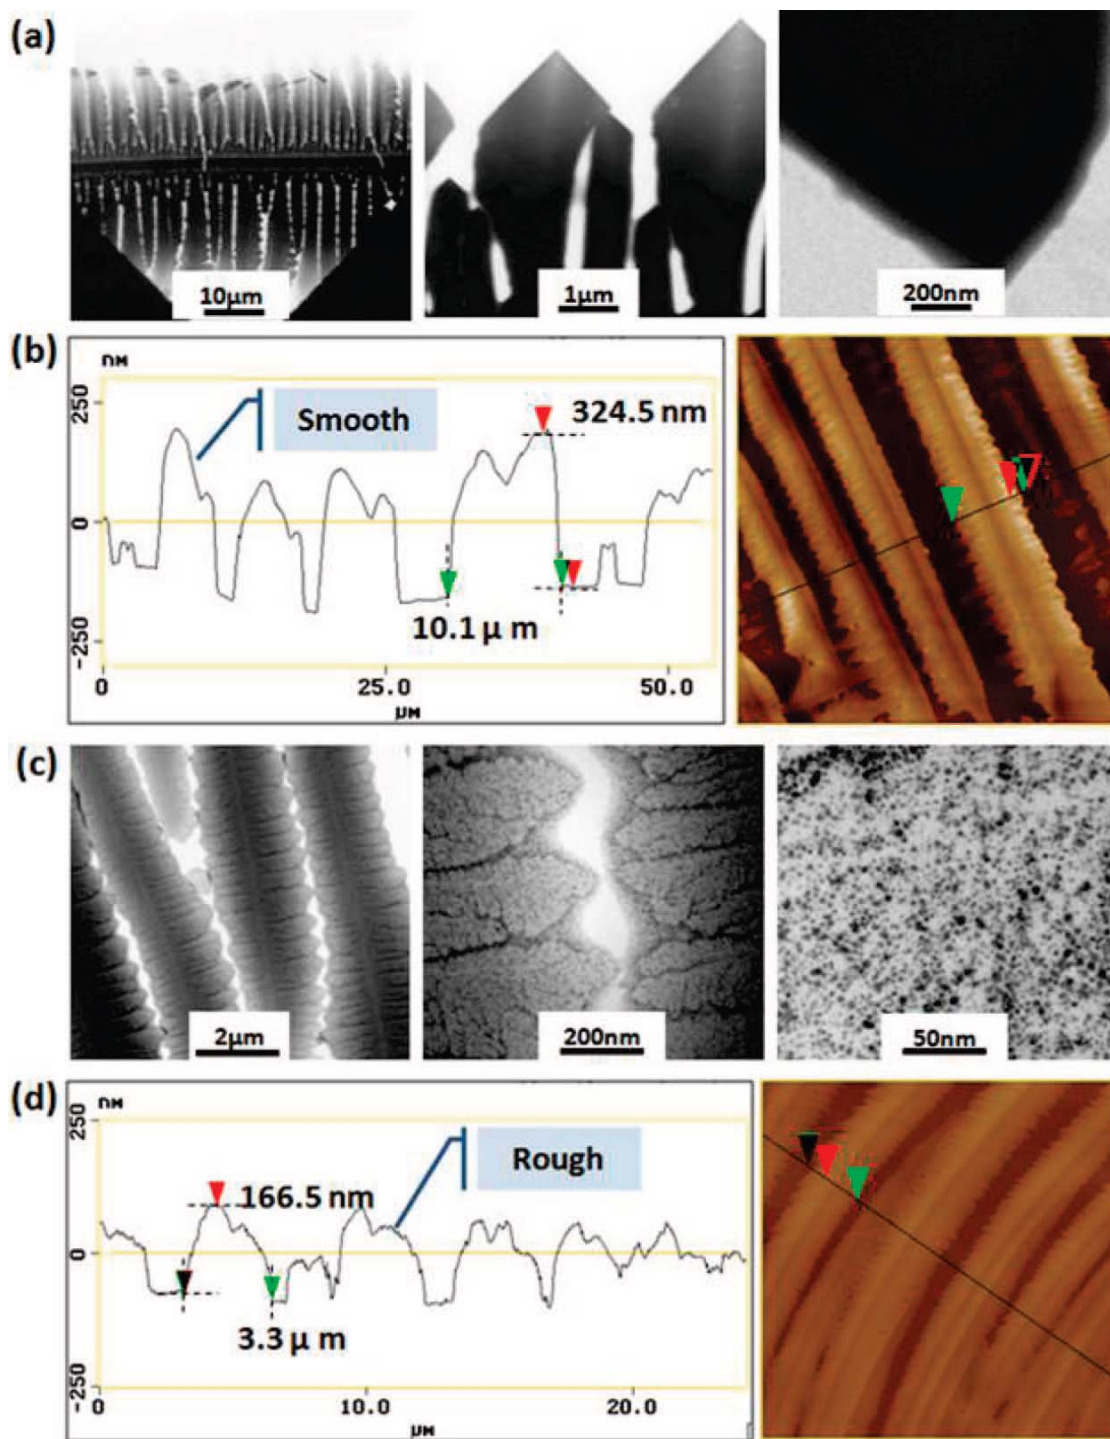 (a)
10μm
1μm
200nm
(b)
nM
250
0
-250
Smooth
324.5 nm
10.1 μ m
0
25.0
50.0
μM
(c)
2μm
200nm
50nm
(d)
nM
250
0
-250
Rough
166.5 nm
3.3 μ m
0
10.0
20.0
μM